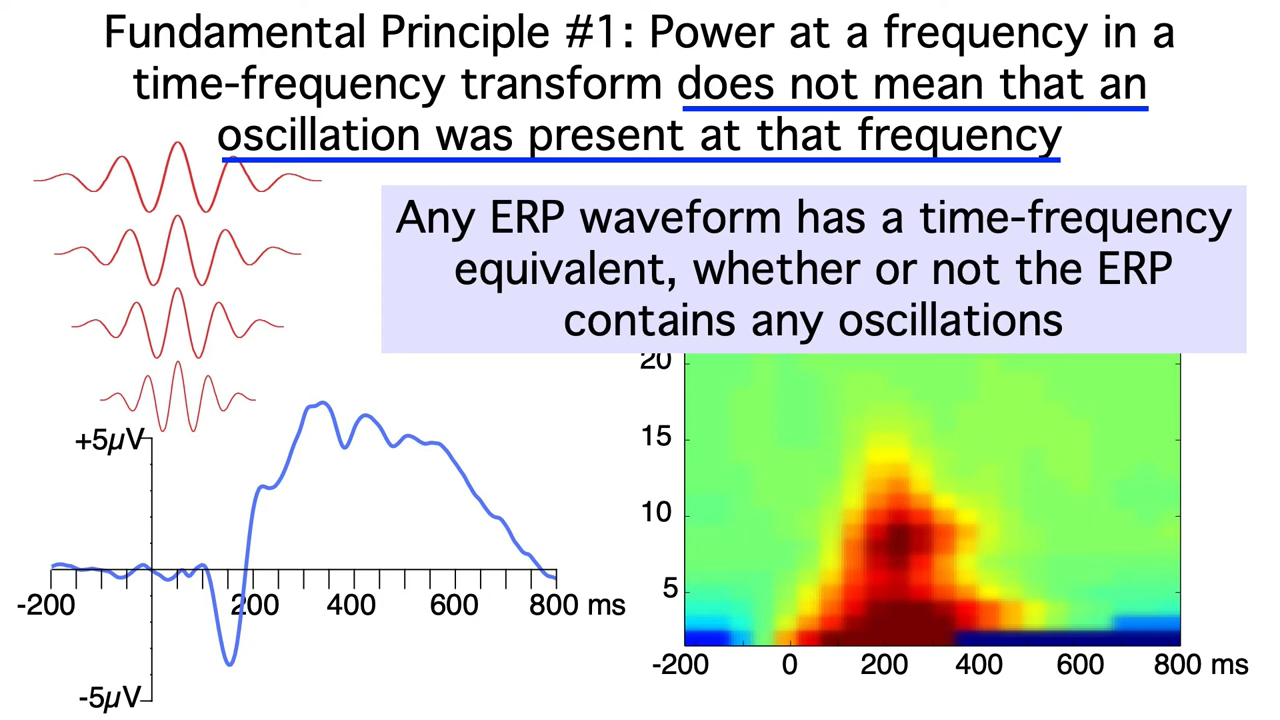 Fundamental Principle #1: Power at a frequency in a
time-frequency transform does not mean that an
oscillation was present at that frequency
Any ERP waveform has a time-frequency
equivalent, whether or not the ERP
contains any oscillations
+5µV
-200 200 400 600 800 ms
-5µV
20
15
10
5
-200 0 200 400 600 800 ms